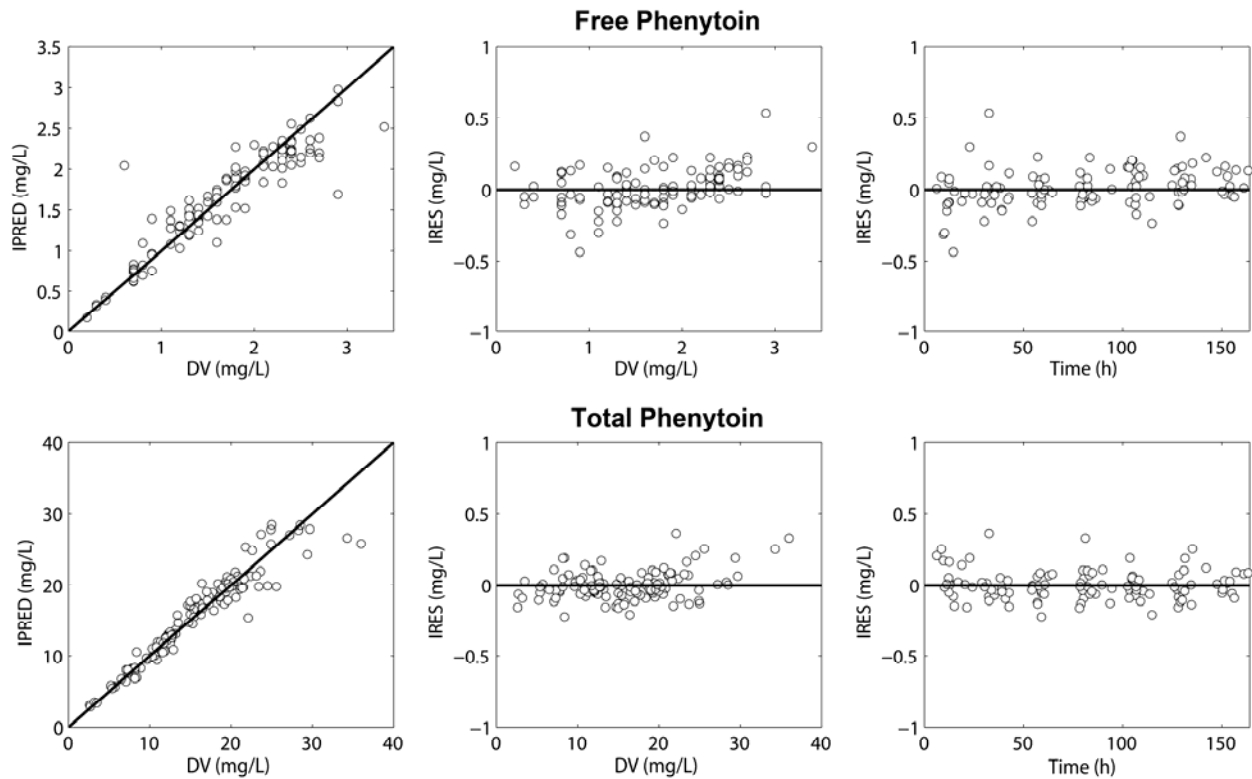 Free Phenytoin
3.5
3
2.5
2
1.5
1
0.5
0
IPRED (mg/L)
0 1 2 3
DV (mg/L)
1
0.5
0
−0.5
−1
IRES (mg/L)
1 2 3
DV (mg/L)
1
0.5
0
−0.5
−1
IRES (mg/L)
0 50 100 150
Time (h)
Total Phenytoin
40
30
20
10
0
IPRED (mg/L)
0 10 20 30 40
DV (mg/L)
1
0.5
0
−0.5
−1
IRES (mg/L)
0 10 20 30 40
DV (mg/L)
1
0.5
0
−0.5
−1
IRES (mg/L)
0 50 100 150
Time (h)